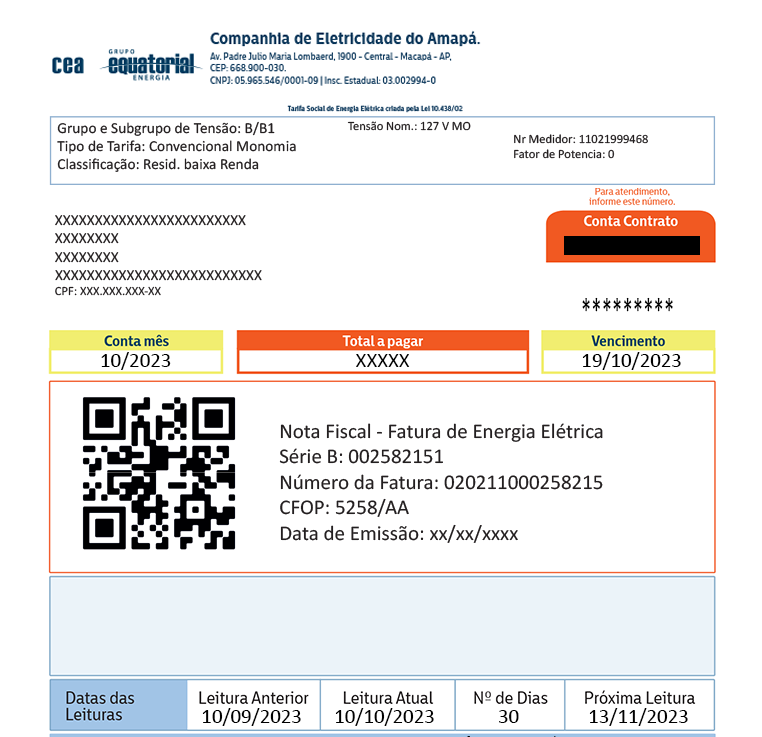 Companhia de Eletricidade do Amapá.
cea
GRUPO
equatorial
ENERGIA
Av. Padre Julio Maria Lombaerd, 1900 - Central - Macapá - AP,
CEP: 668.900-030.
CNPJ: 05.965.546/0001-09 | Insc. Estadual: 03.002994-0
Tarifa Social de Energia Elétrica criada pela Lei 10.438/02
Grupo e Subgrupo de Tensão: B/B1
Tipo de Tarifa: Convencional Monomia
Classificação: Resid. baixa Renda
Tensão Nom.: 127 V MO
Nr Medidor: 11021999468
Fator de Potencia: 0
Para atendimento,
informe este número.
Conta Contrato
XXXXXXXXXXXXXXXXXXXXXXXX
XXXXXXXX
XXXXXXXX
XXXXXXXXXXXXXXXXXXXXXXXXXX
CPF: XXX.XXX.XXX-XX
*********
Conta mês
10/2023
Total a pagar
XXXXX
Vencimento
19/10/2023
Nota Fiscal - Fatura de Energia Elétrica
Série B: 002582151
Número da Fatura: 020211000258215
CFOP: 5258/AA
Data de Emissão: xx/xx/xxxx
Datas das
Leituras
Leitura Anterior
10/09/2023
Leitura Atual
10/10/2023
Nº de Dias
30
Próxima Leitura
13/11/2023